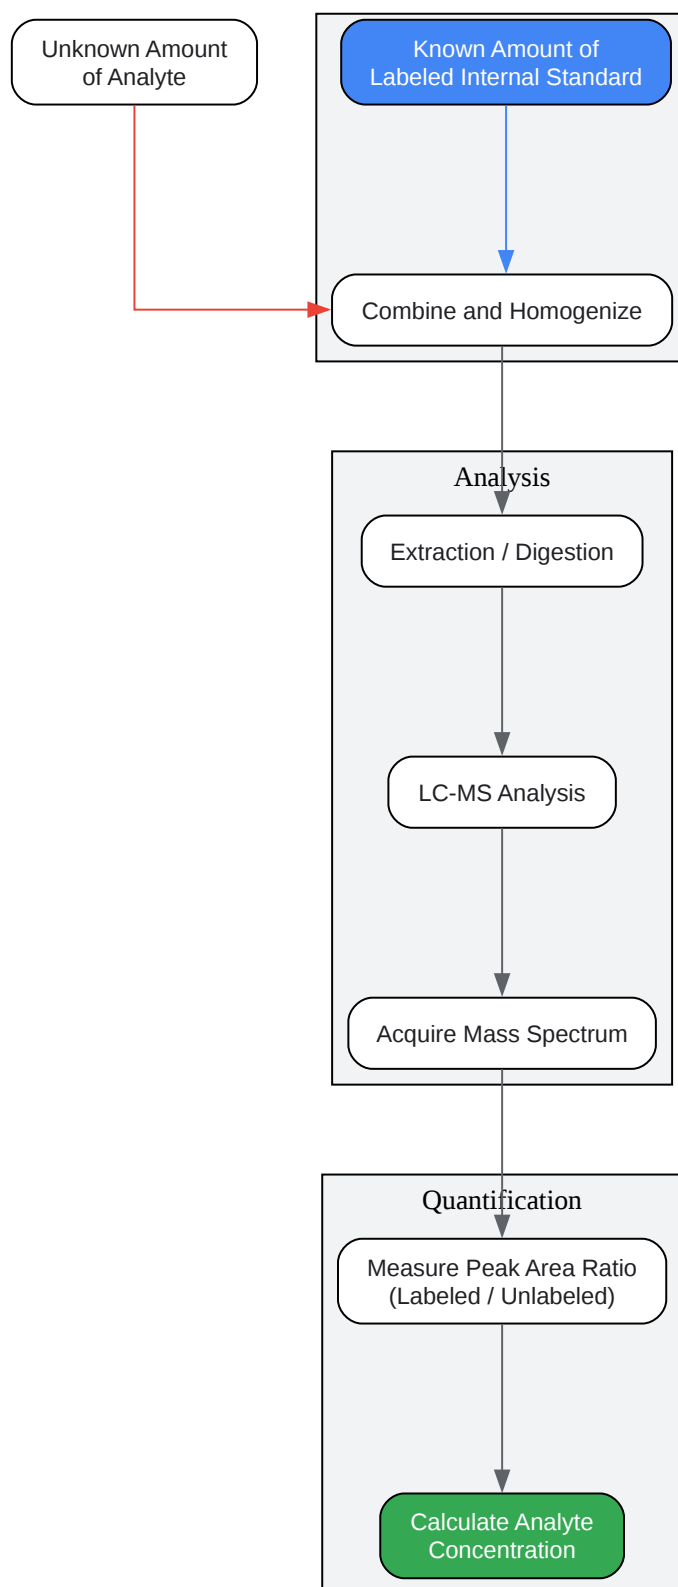 Unknown Amount
of Analyte
Known Amount of
Labeled Internal Standard
Combine and Homogenize
Analysis
Extraction / Digestion
LC-MS Analysis
Acquire Mass Spectrum
Quantification
Measure Peak Area Ratio
(Labeled / Unlabeled)
Calculate Analyte
Concentration